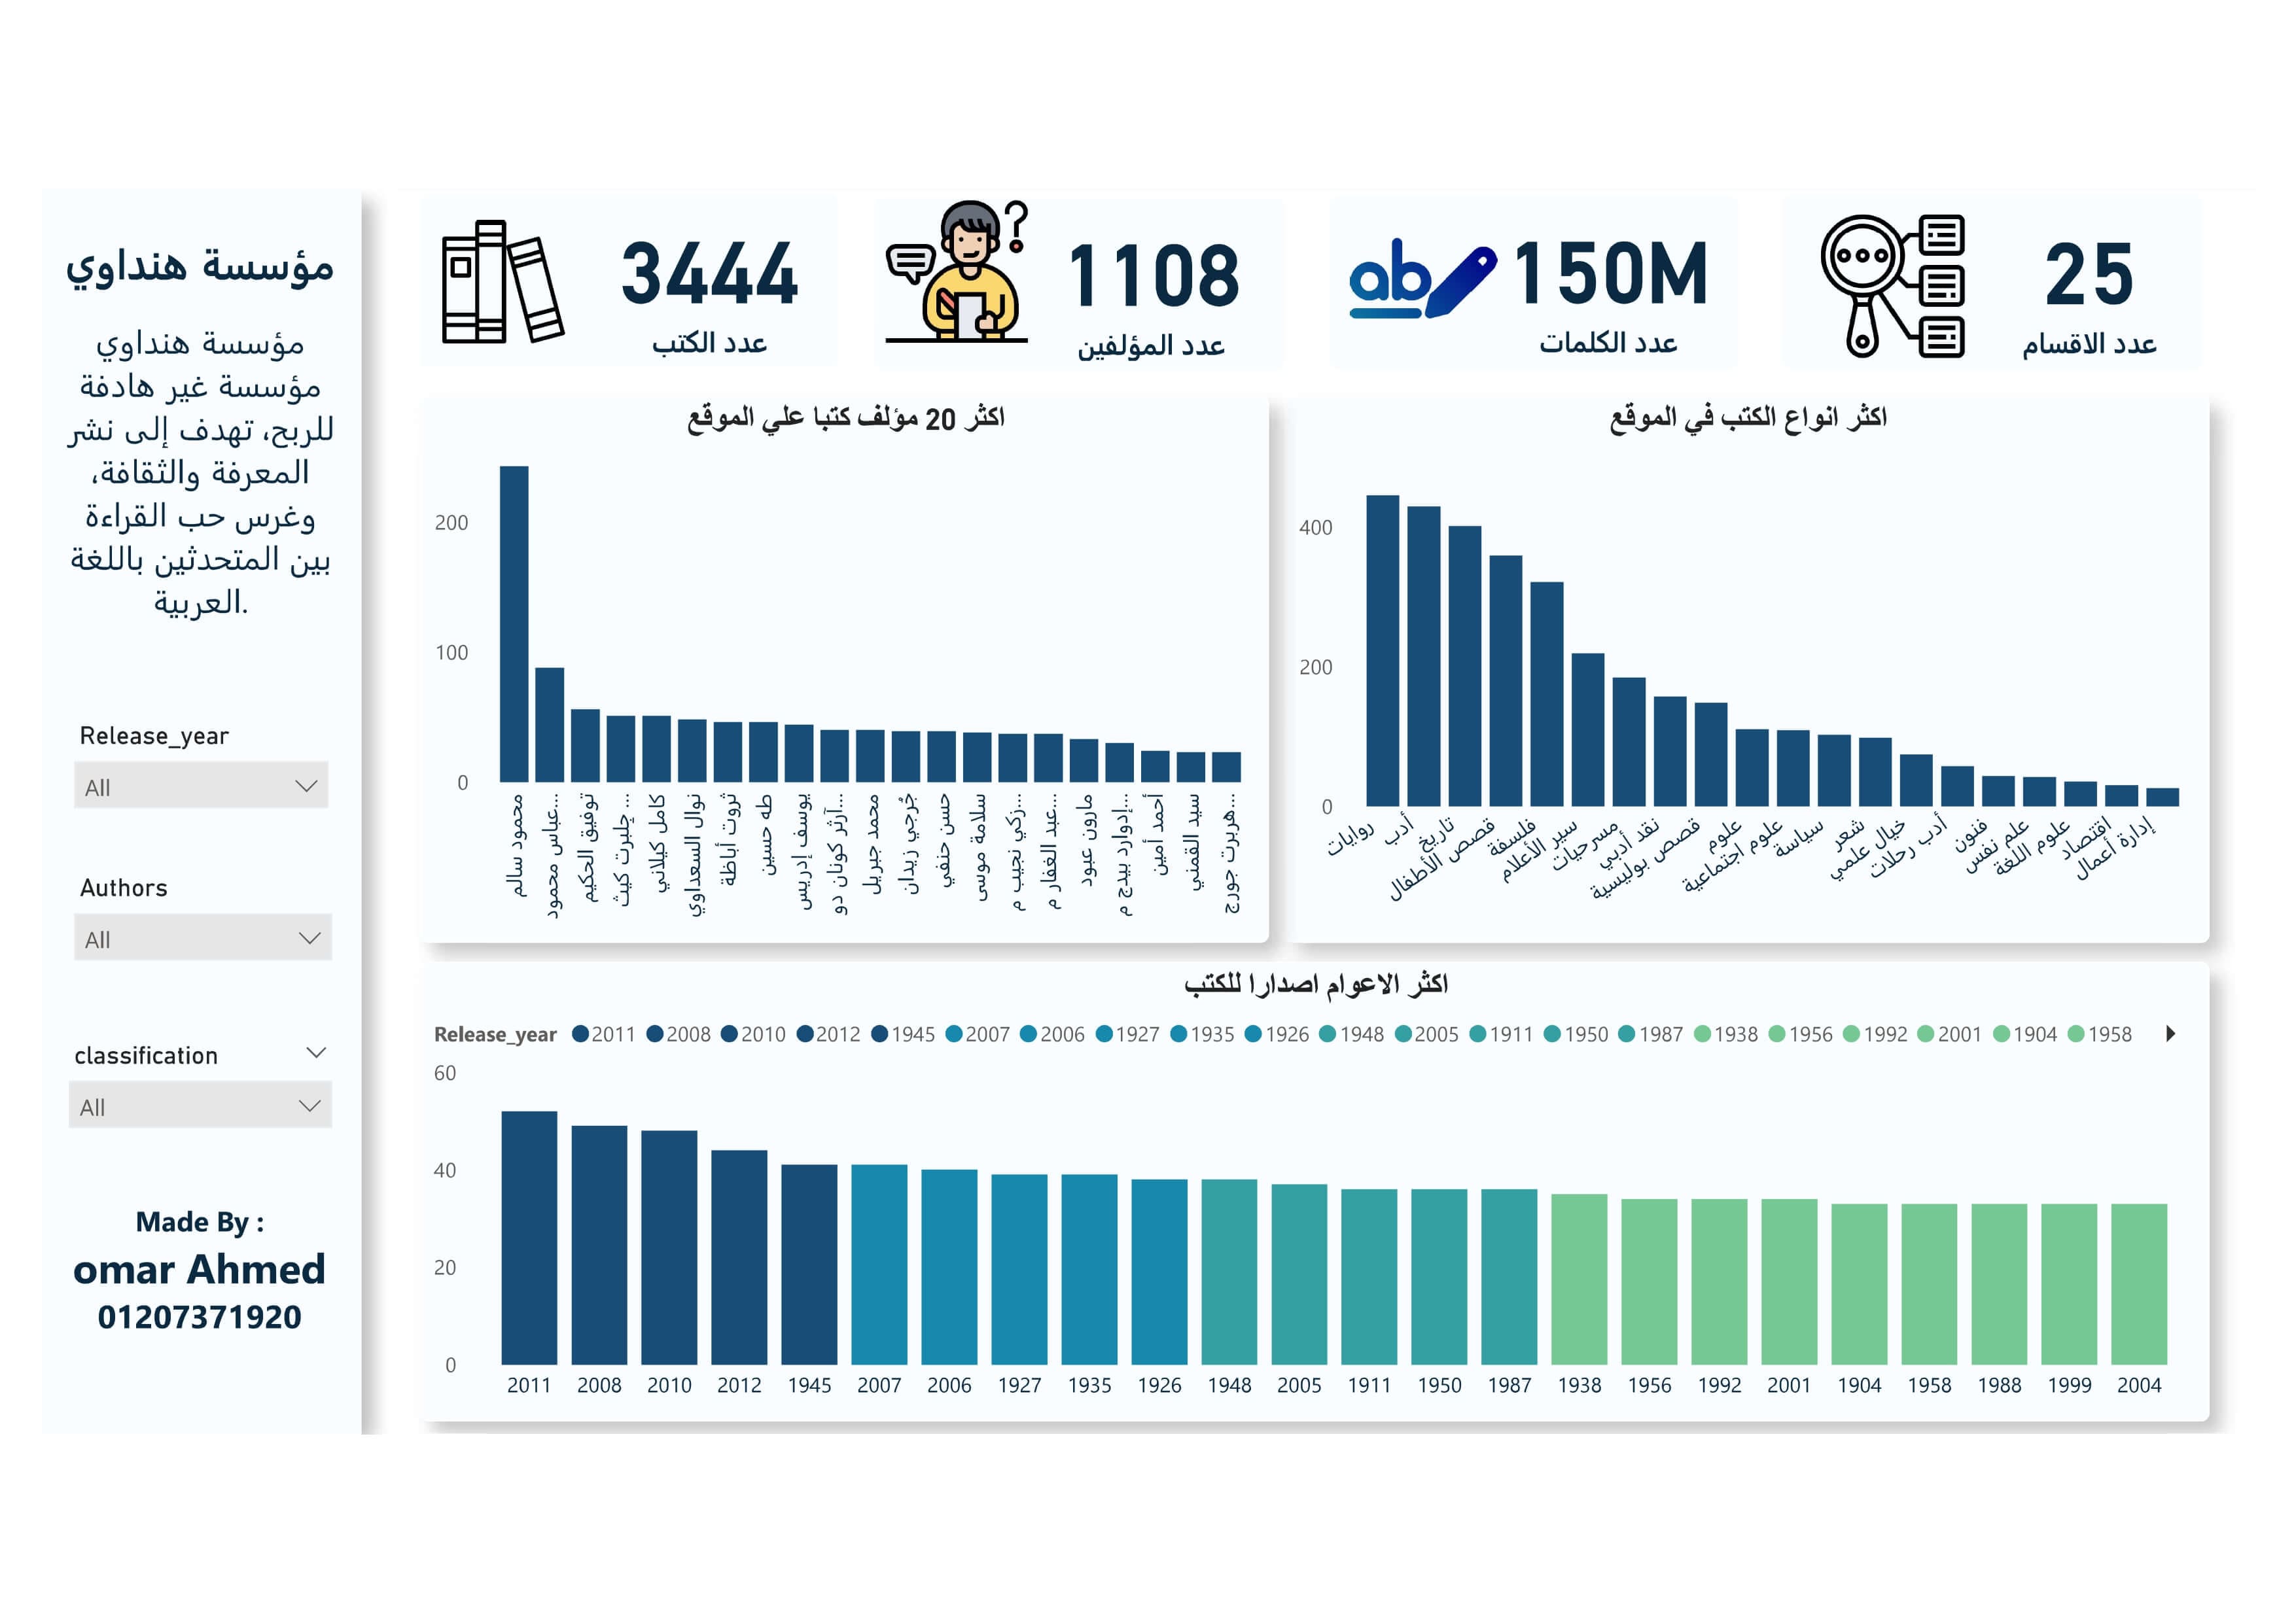 مؤسسة هنداوي
مؤسسة هنداوي
مؤسسة غير هادفة
للربح، تهدف إلى نشر
المعرفة والثقافة،
وغرس حب القراءة
بين المتحدثين باللغة
العربية.
Release_year
All
Authors
All
classification
All
Made By :
omar Ahmed
01207371920
3444
عدد الكتب
1108
عدد المؤلفين
ab
150M
عدد الكلمات
25
عدد الاقسام
اكثر 20 مؤلف كتبا علي الموقع
200
100
0
محمود سالم
عباس محمود...
توفيق الحكيم
جلبرت كيث...
كامل كيلاني
نوال السعداوي
ثروت أباظة
طه حسين
يوسف إدريس
آرثر كونان دو...
محمد جبريل
جُرجي زيدان
حسن حنفي
سلامة موسى
زكي نجيب م...
عبد الغفار م...
مارون عبود
إدوارد بيدج م...
أحمد أمين
سيد القمني
هربرت جورج...
اكثر انواع الكتب في الموقع
400
200
0
روايات
أدب
تاريخ
قصص الأطفال
فلسفة
سير الأعلام
مسرحيات
نقد أدبي
قصص بوليسية
علوم
علوم اجتماعية
سياسة
شعر
خيال علمي
أدب رحلات
فنون
علم نفس
علوم اللغة
اقتصاد
إدارة أعمال
اكثر الاعوام اصدارا للكتب
Release_year 2011 2008 2010 2012 1945 2007 2006 1927 1935 1926 1948 2005 1911 1950 1987 1938 1956 1992 2001 1904 1958
60
40
20
0
2011 2008 2010 2012 1945 2007 2006 1927 1935 1926 1948 2005 1911 1950 1987 1938 1956 1992 2001 1904 1958 1988 1999 2004